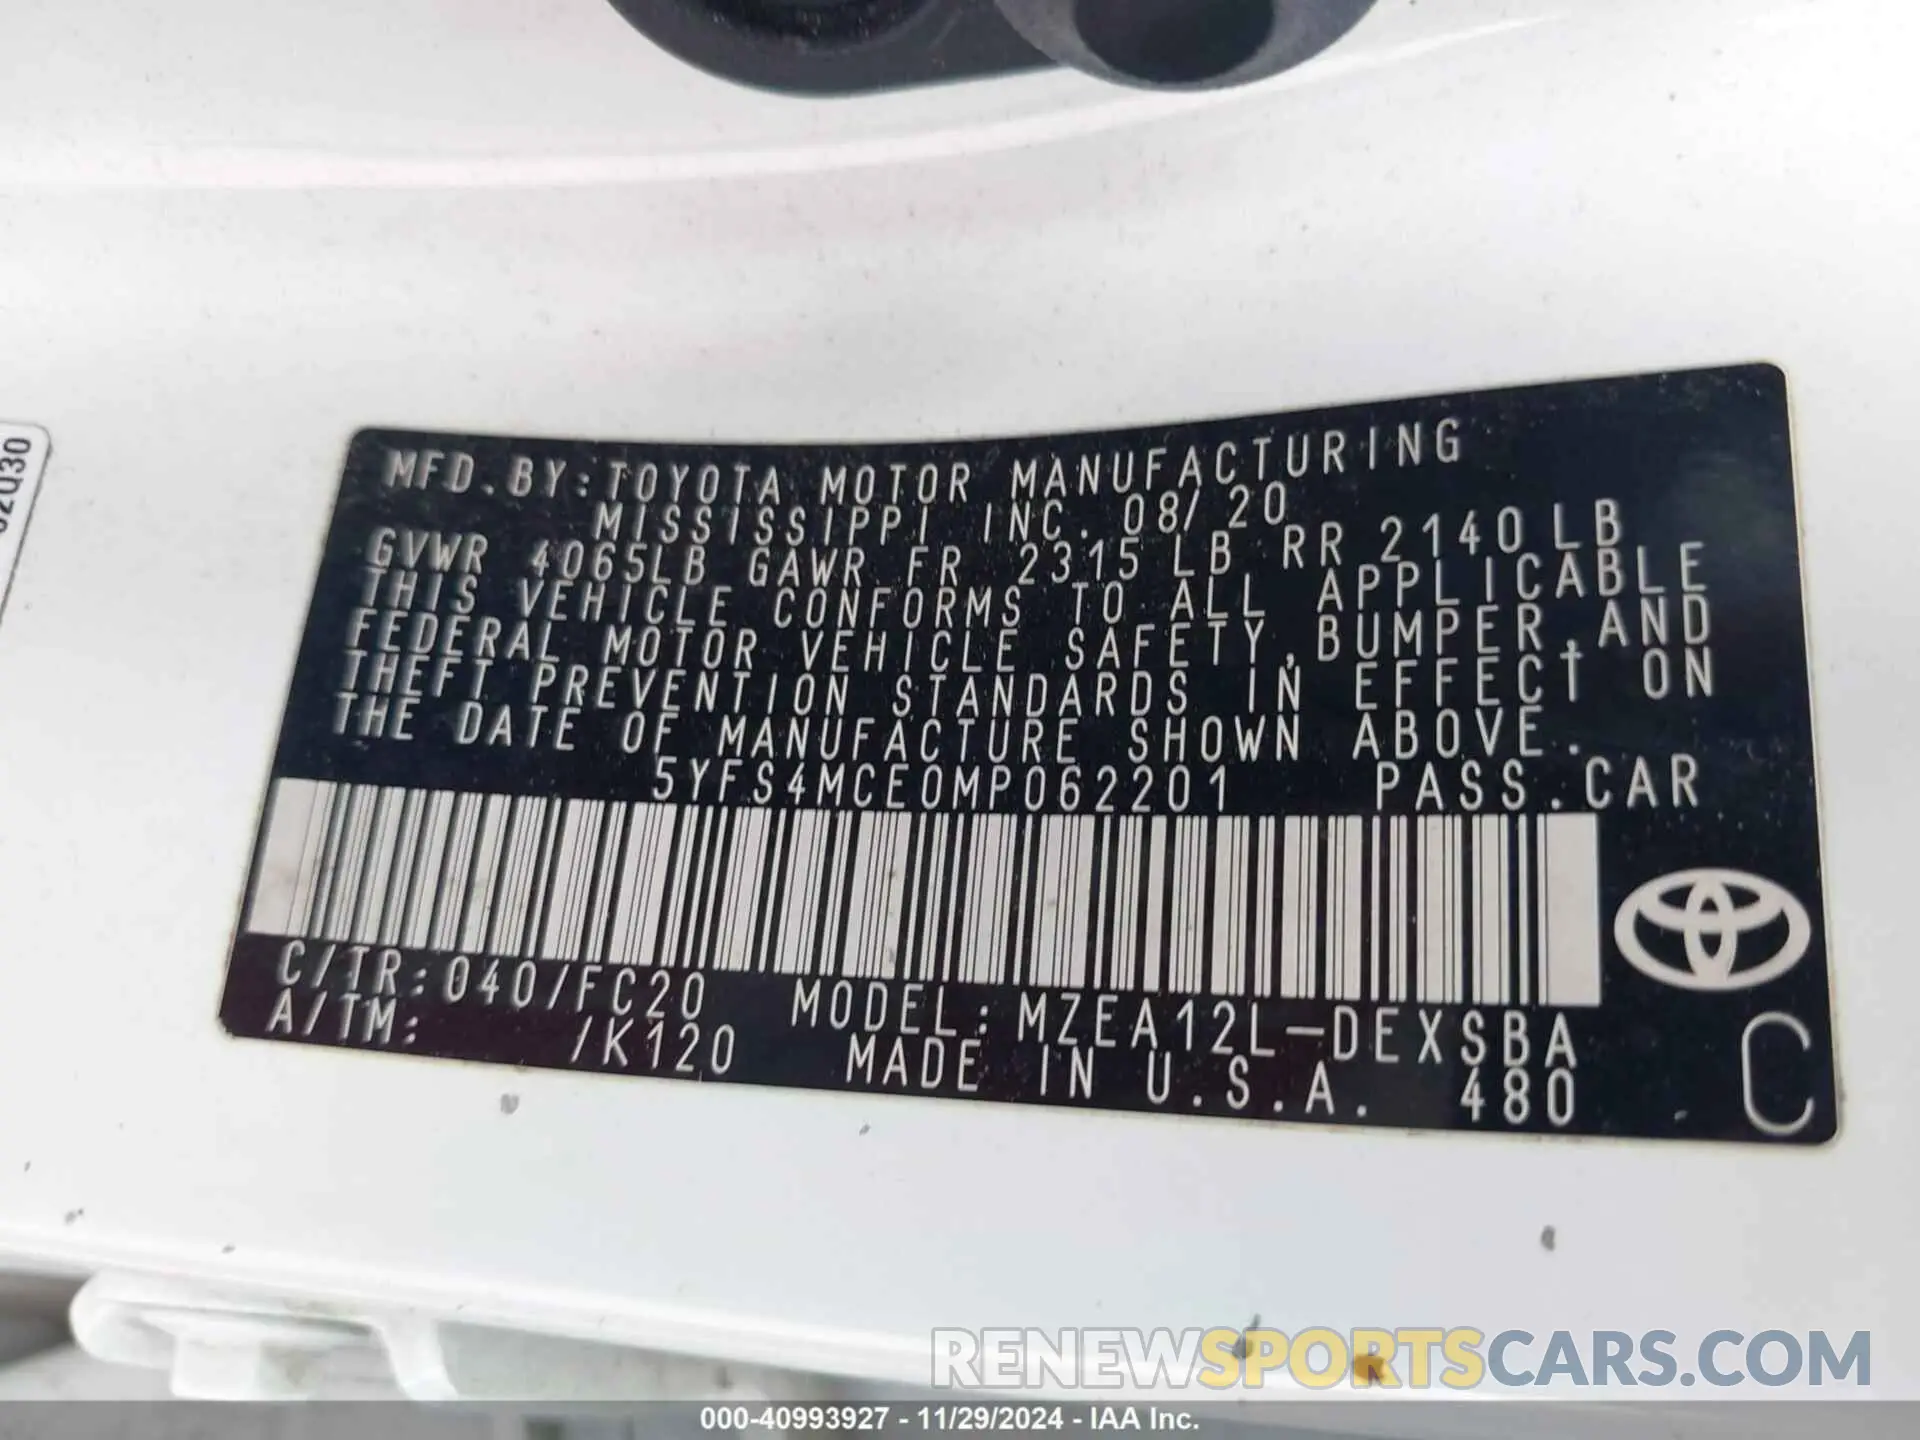 02Q30
MFD.BY:TOYOTA MOTOR MANUFACTURING
MISSISSIPPI INC. 08/20
GVWR 4065LB GAWR FR 2315 LB RR 2140 LB
THIS VEHICLE CONFORMS TO ALL APPLICABLE
FEDERAL MOTOR VEHICLE SAFETY, BUMPER, AND
THEFT PREVENTION STANDARDS IN EFFECT ON
THE DATE OF MANUFACTURE SHOWN ABOVE.
5YFS4MCE0MP062201 PASS.CAR
C/TR:040/FC20 MODEL:MZEA12L-DEXSBA
A/TM: /K120 MADE IN U.S.A. 480
C
RENEWSPORTSCARS.COM
000-40993927 - 11/29/2024 - IAA Inc.